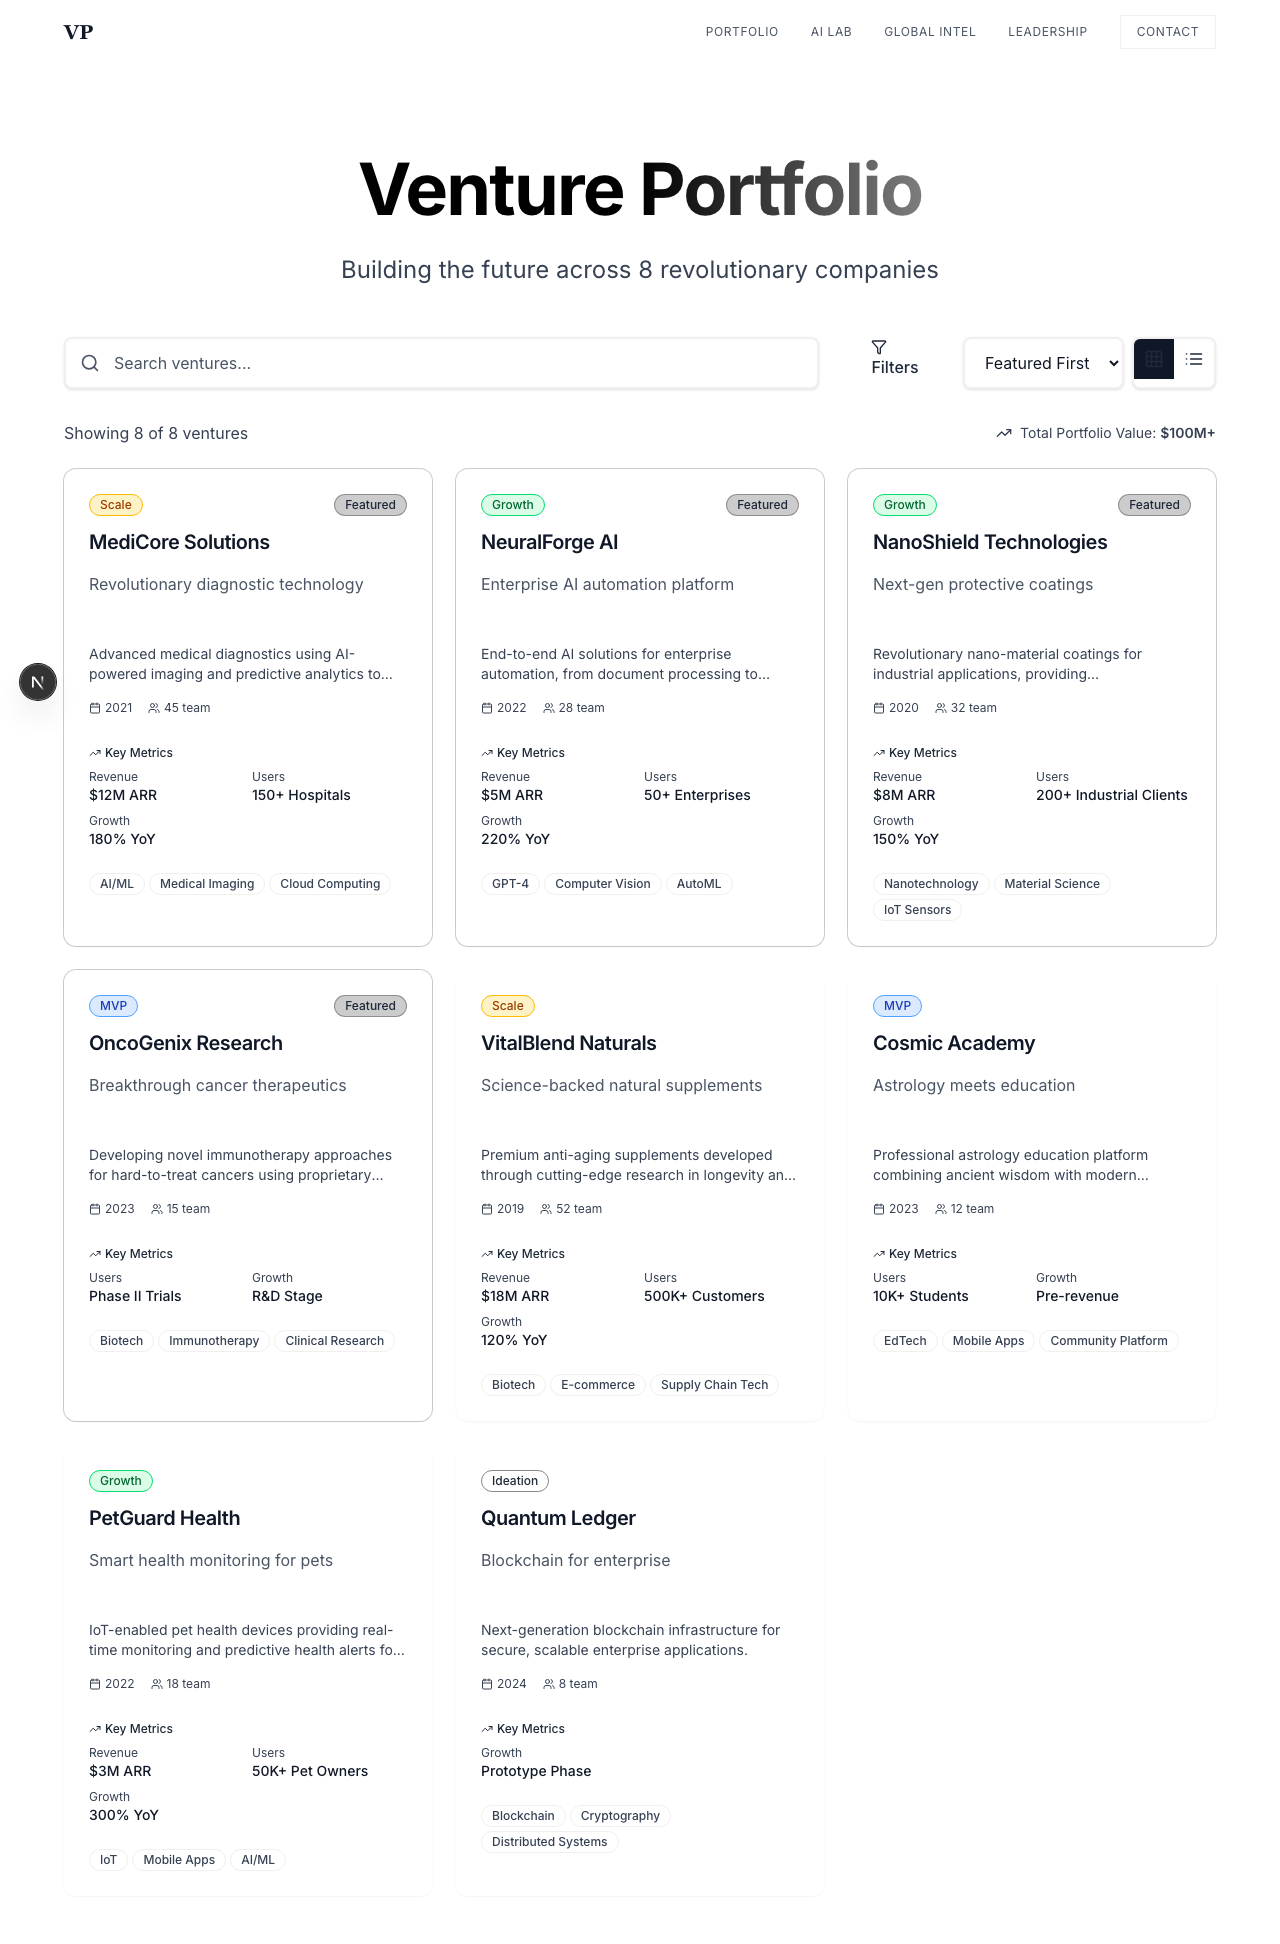 VP
PORTFOLIO
AI LAB
GLOBAL INTEL
LEADERSHIP
CONTACT
Venture Portfolio
Building the future across 8 revolutionary companies
Search ventures...
Filters
Featured First
Showing 8 of 8 ventures
Total Portfolio Value: $100M+
Scale
Featured
MediCore Solutions
Revolutionary diagnostic technology
Advanced medical diagnostics using AI-
powered imaging and predictive analytics to...
2021
45 team
Key Metrics
Revenue
$12M ARR
Users
150+ Hospitals
Growth
180% YoY
AI/ML
Medical Imaging
Cloud Computing
Growth
Featured
NeuralForge AI
Enterprise AI automation platform
End-to-end AI solutions for enterprise
automation, from document processing to...
2022
28 team
Key Metrics
Revenue
$5M ARR
Users
50+ Enterprises
Growth
220% YoY
GPT-4
Computer Vision
AutoML
Growth
Featured
NanoShield Technologies
Next-gen protective coatings
Revolutionary nano-material coatings for
industrial applications, providing...
2020
32 team
Key Metrics
Revenue
$8M ARR
Users
200+ Industrial Clients
Growth
150% YoY
Nanotechnology
Material Science
IoT Sensors
MVP
Featured
OncoGenix Research
Breakthrough cancer therapeutics
Developing novel immunotherapy approaches
for hard-to-treat cancers using proprietary...
2023
15 team
Key Metrics
Users
Phase II Trials
Growth
R&D Stage
Biotech
Immunotherapy
Clinical Research
Scale
VitalBlend Naturals
Science-backed natural supplements
Premium anti-aging supplements developed
through cutting-edge research in longevity an...
2019
52 team
Key Metrics
Revenue
$18M ARR
Users
500K+ Customers
Growth
120% YoY
Biotech
E-commerce
Supply Chain Tech
MVP
Cosmic Academy
Astrology meets education
Professional astrology education platform
combining ancient wisdom with modern...
2023
12 team
Key Metrics
Users
10K+ Students
Growth
Pre-revenue
EdTech
Mobile Apps
Community Platform
Growth
PetGuard Health
Smart health monitoring for pets
IoT-enabled pet health devices providing real-
time monitoring and predictive health alerts fo...
2022
18 team
Key Metrics
Revenue
$3M ARR
Users
50K+ Pet Owners
Growth
300% YoY
IoT
Mobile Apps
AI/ML
Ideation
Quantum Ledger
Blockchain for enterprise
Next-generation blockchain infrastructure for
secure, scalable enterprise applications.
2024
8 team
Key Metrics
Growth
Prototype Phase
Blockchain
Cryptography
Distributed Systems
N